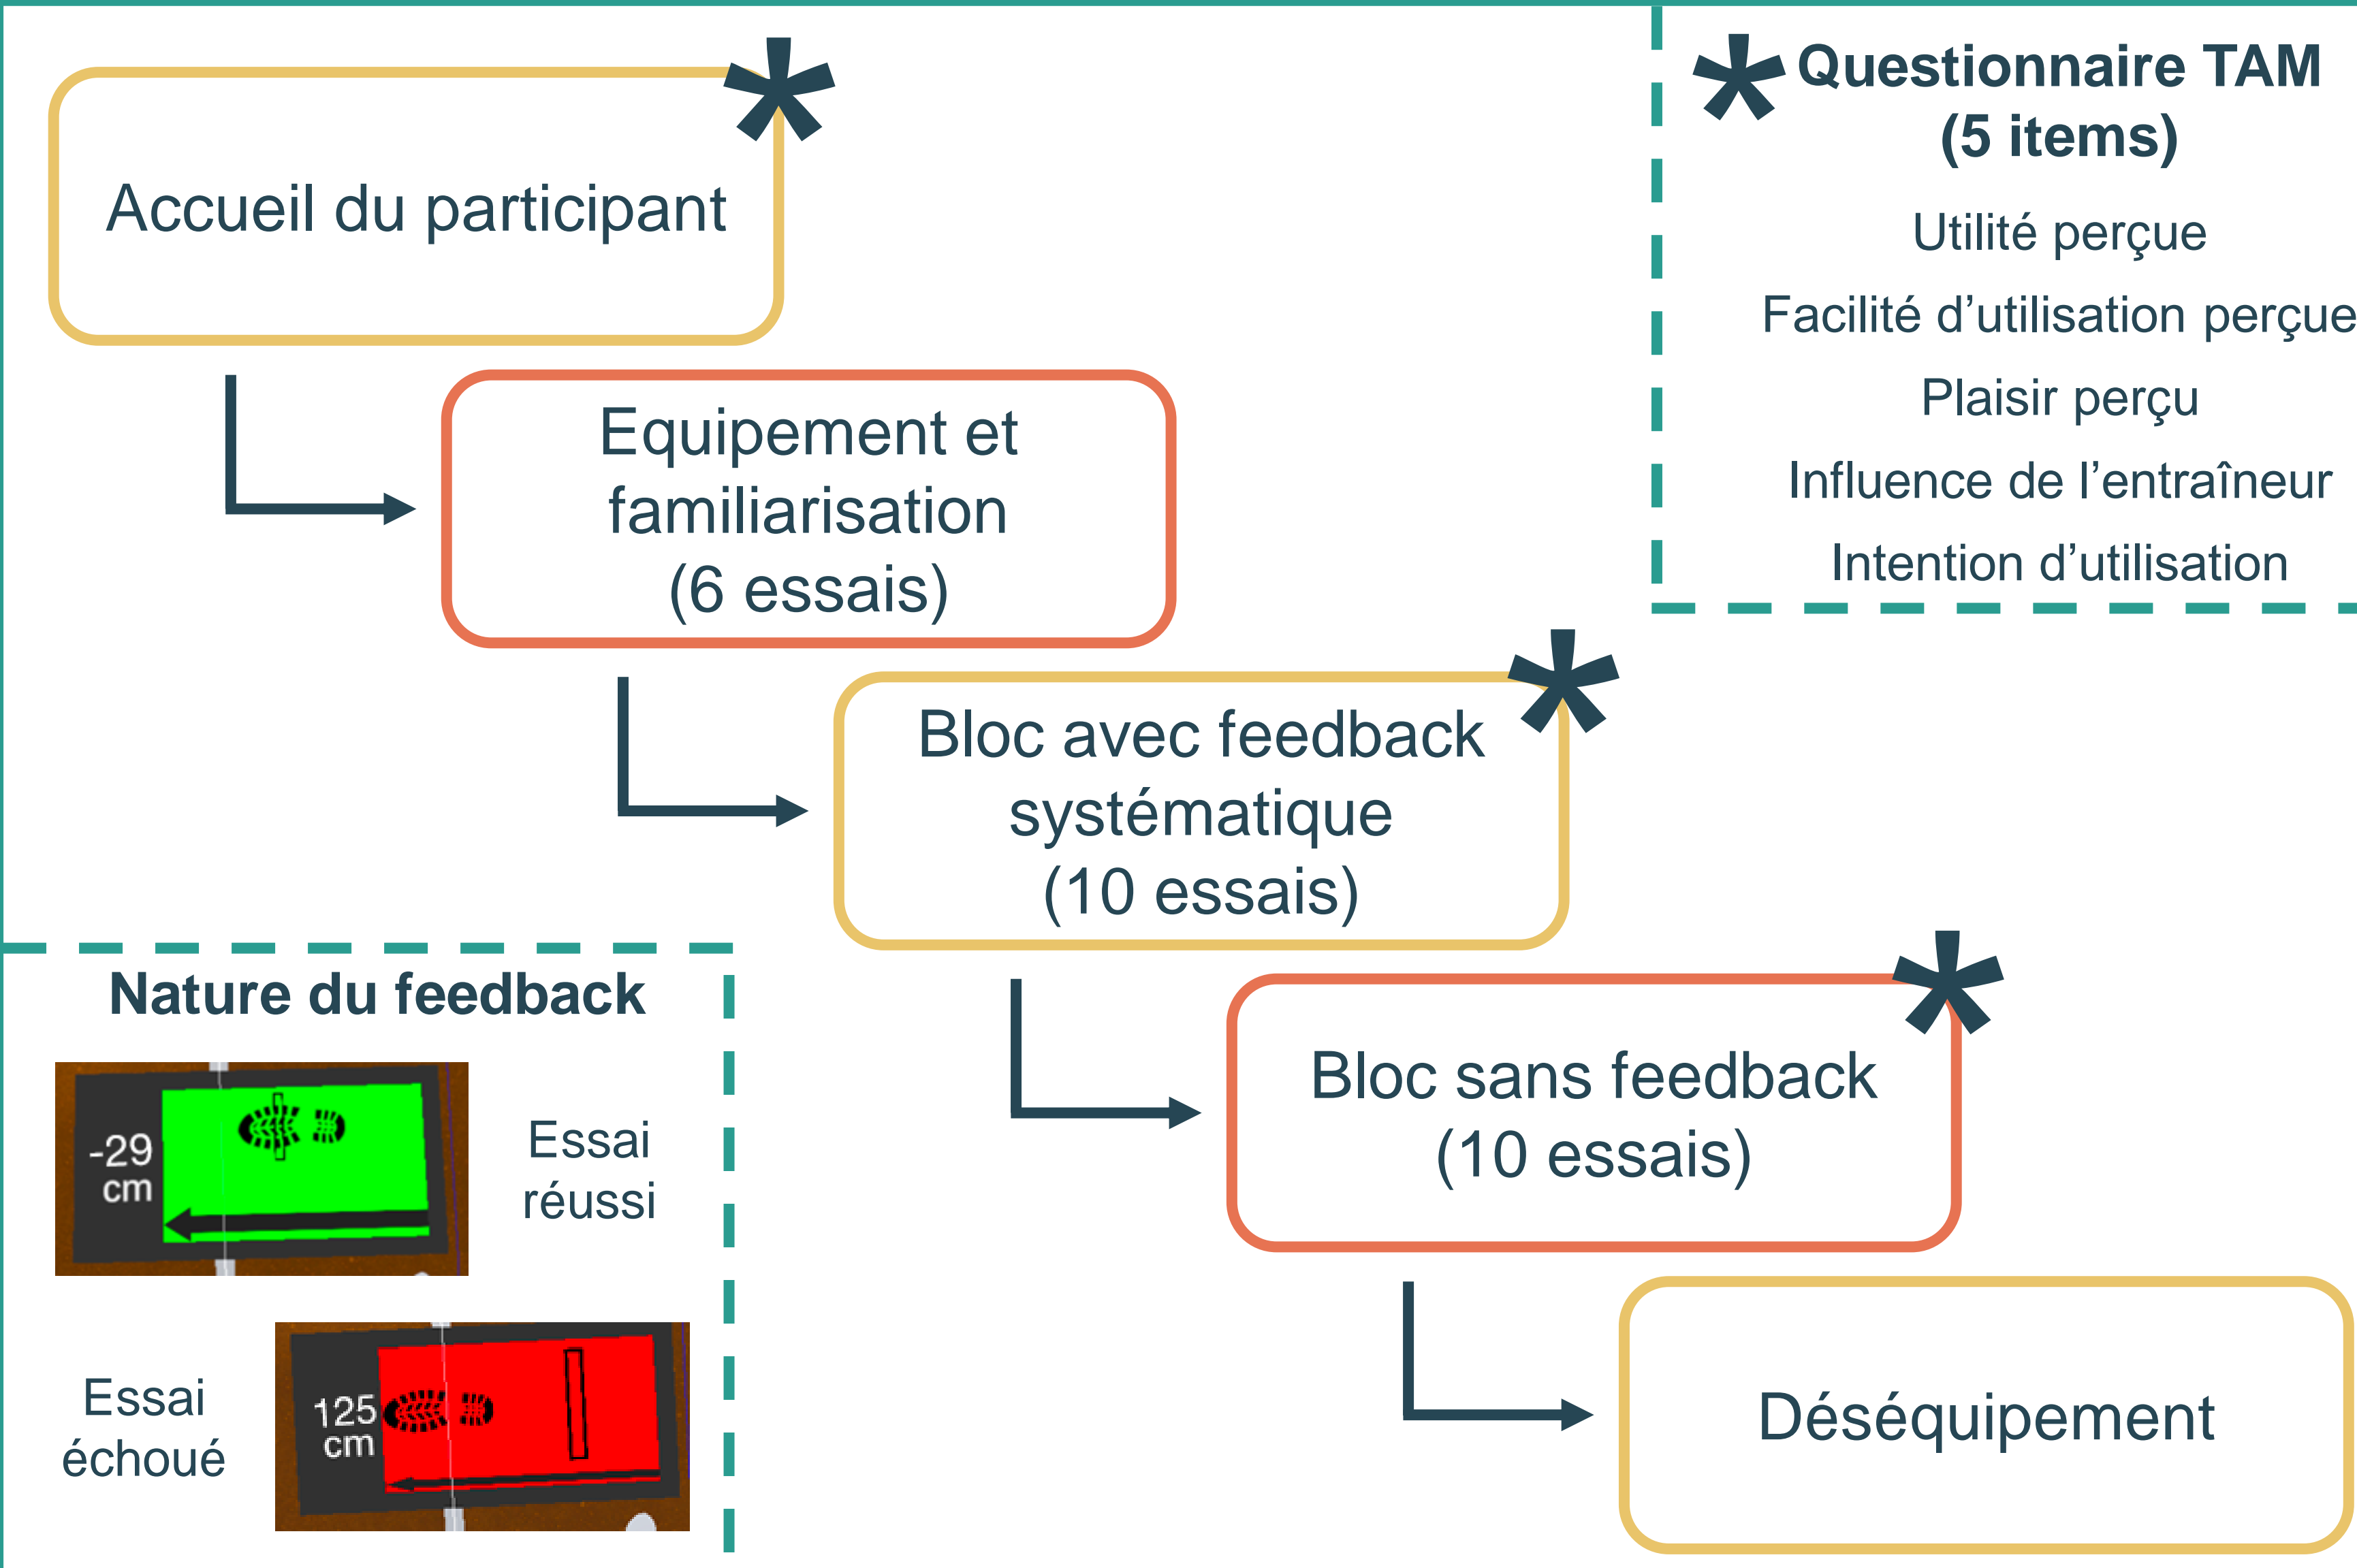 Accueil du participant
*
Equipement et
familiarisation
(6 essais)
Bloc avec feedback
systématique
(10 essais)
*
Bloc sans feedback
(10 essais)
*
Déséquipement
* Questionnaire TAM
(5 items)
Utilité perçue
Facilité d’utilisation perçue
Plaisir perçu
Influence de l’entraîneur
Intention d’utilisation
Nature du feedback
-29
cm
Essai
réussi
Essai
échoué
125
cm